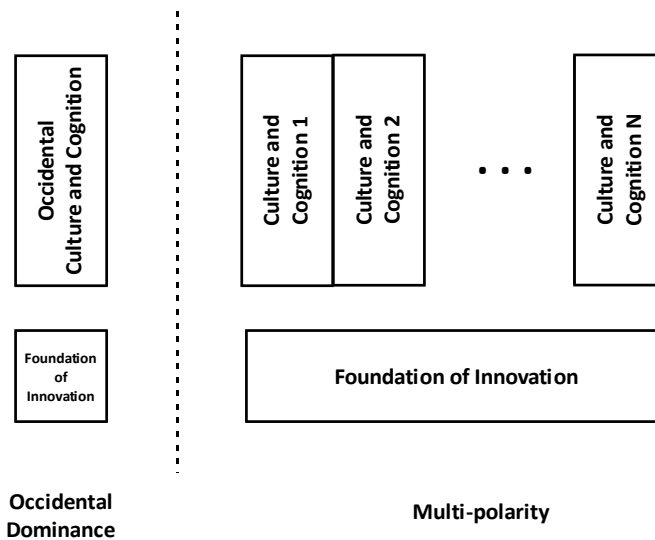 Occidental
Culture and Cognition
Culture and
Cognition 1
Culture and
Cognition 2
. . .
Culture and
Cognition N
Foundation
of
Innovation
Foundation of Innovation
Occidental
Dominance
Multi-polarity